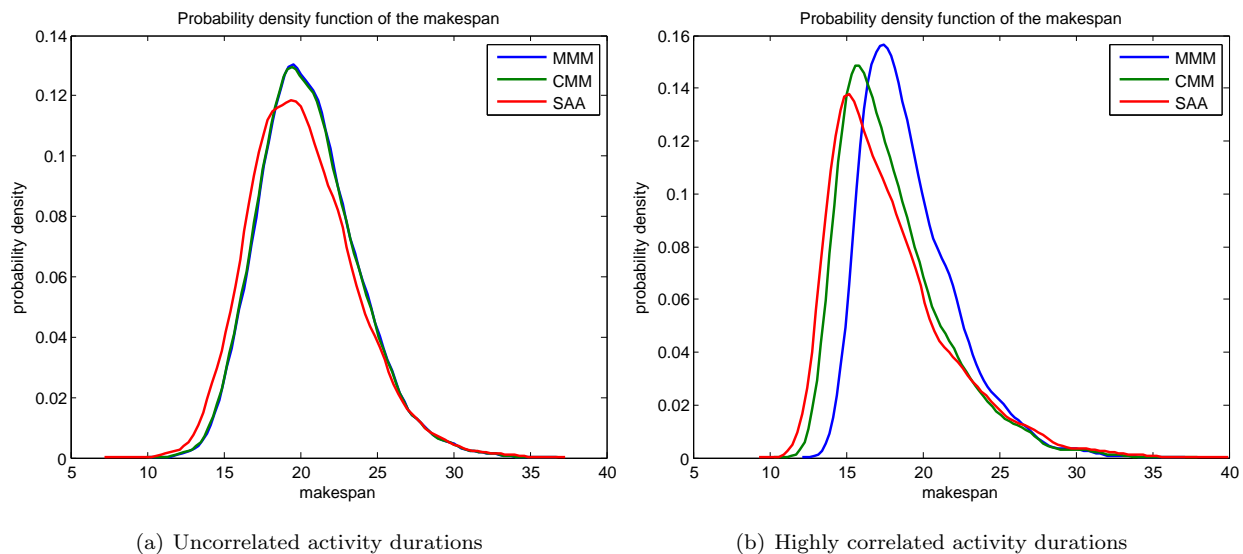 Probability density function of the makespan
0.14
0.12
0.1
0.08
0.06
0.04
0.02
0
probability density
5 10 15 20 25 30 35 40
makespan
MMM
CMM
SAA
(a) Uncorrelated activity durations
Probability density function of the makespan
0.16
0.14
0.12
0.1
0.08
0.06
0.04
0.02
0
probability density
5 10 15 20 25 30 35 40
makespan
MMM
CMM
SAA
(b) Highly correlated activity durations